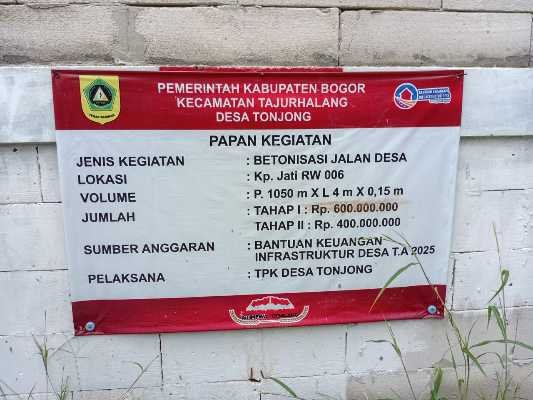 PEMERINTAH KABUPATEN BOGOR
KECAMATAN TAJURHALANG
DESA TONJONG
PAPAN KEGIATAN
JENIS KEGIATAN : BETONISASI JALAN DESA
LOKASI : Kp. Jati RW 006
VOLUME : P. 1050 m X L 4 m X 0,15 m
JUMLAH : TAHAP I : Rp. 600.000.000
TAHAP II : Rp. 400.000.000
SUMBER ANGGARAN : BANTUAN KEUANGAN
INFRASTRUKTUR DESA T.A 2025
PELAKSANA : TPK DESA TONJONG